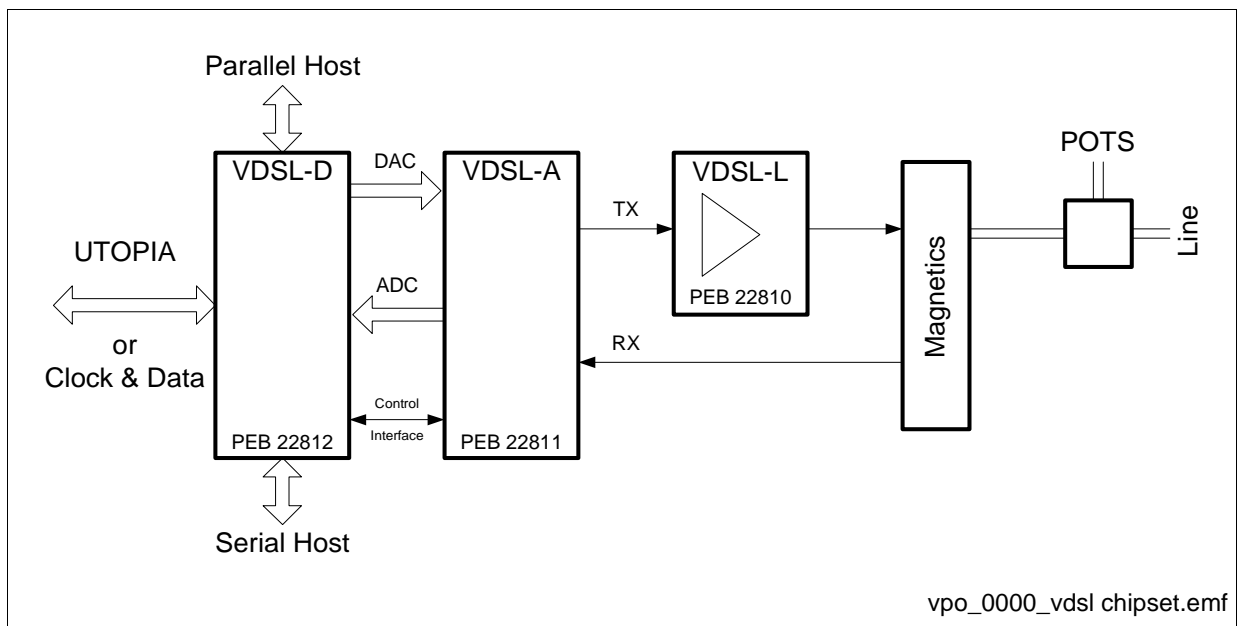 Parallel Host
VDSL-D
DAC
VDSL-A
VDSL-L
POTS
TX
UTOPIA
Line
ADC
PEB 22810
Magnetics
or
RX
Clock & Data
Control
Interface
PEB 22812
PEB 22811
Serial Host
vpo_0000_vdsl chipset.emf